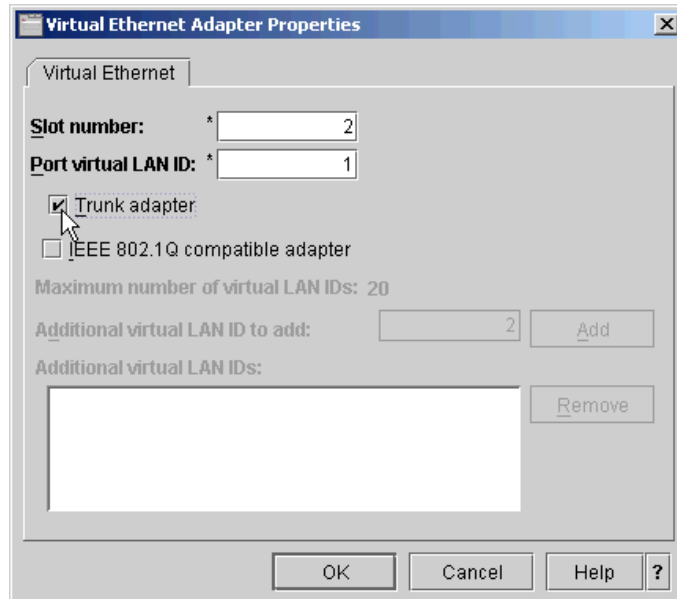 Virtual Ethernet Adapter Properties
Virtual Ethernet
Slot number: * 2
Port virtual LAN ID: * 1
Trunk adapter
IEEE 802.1Q compatible adapter
Maximum number of virtual LAN IDs: 20
Additional virtual LAN ID to add: 2 Add
Additional virtual LAN IDs:
Remove
OK Cancel Help ?